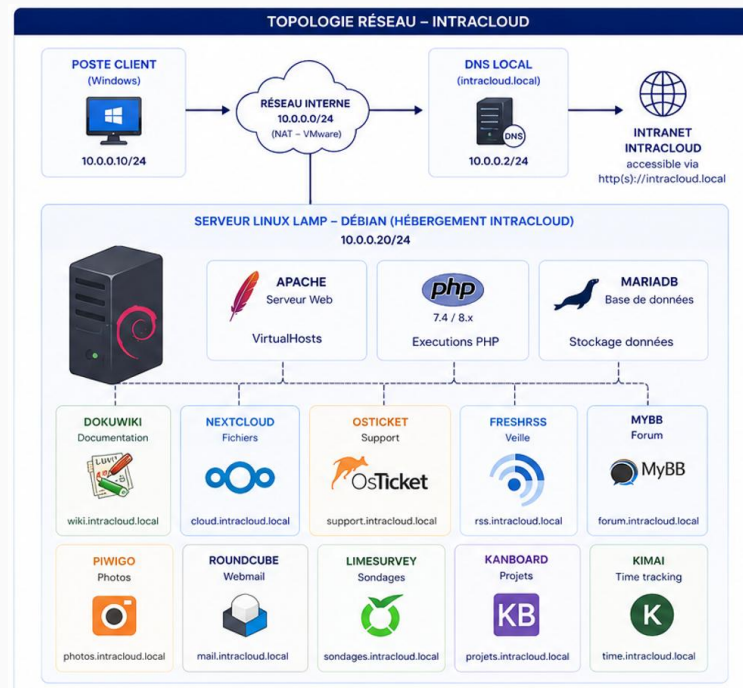 TOPOLOGIE RÉSEAU – INTRACLOUD
POSTE CLIENT
(Windows)
10.0.0.10/24
RÉSEAU INTERNE
10.0.0.0/24
(NAT – VMware)
DNS LOCAL
(intracloud.local)
DNS
10.0.0.2/24
INTRANET
INTRACLOUD
accessible via
http(s)://intracloud.local
SERVEUR LINUX LAMP – DÉBIAN (HÉBERGEMENT INTRACLOUD)
10.0.0.20/24
APACHE
Serveur Web
VirtualHosts
php
7.4 / 8.x
Executions PHP
MARIADB
Base de données
Stockage données
DOKUWIKI
Documentation
wiki.intracloud.local
NEXTCLOUD
Fichiers
cloud.intracloud.local
OSTICKET
Support
OsTicket
support.intracloud.local
FRESHRSS
Veille
rss.intracloud.local
MYBB
Forum
MyBB
forum.intracloud.local
PIWIGO
Photos
photos.intracloud.local
ROUNDCUBE
Webmail
mail.intracloud.local
LIMESURVEY
Sondages
sondages.intracloud.local
KANBOARD
Projets
KB
projets.intracloud.local
KIMAI
Time tracking
K
time.intracloud.local